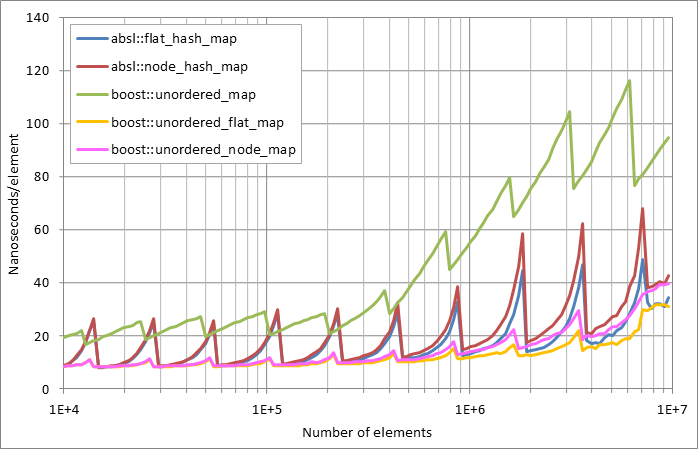 140
120
100
80
60
40
20
0
Nanoseconds/element
absl::flat_hash_map
absl::node_hash_map
boost::unordered_map
boost::unordered_flat_map
boost::unordered_node_map
1E+4
1E+5
1E+6
1E+7
Number of elements